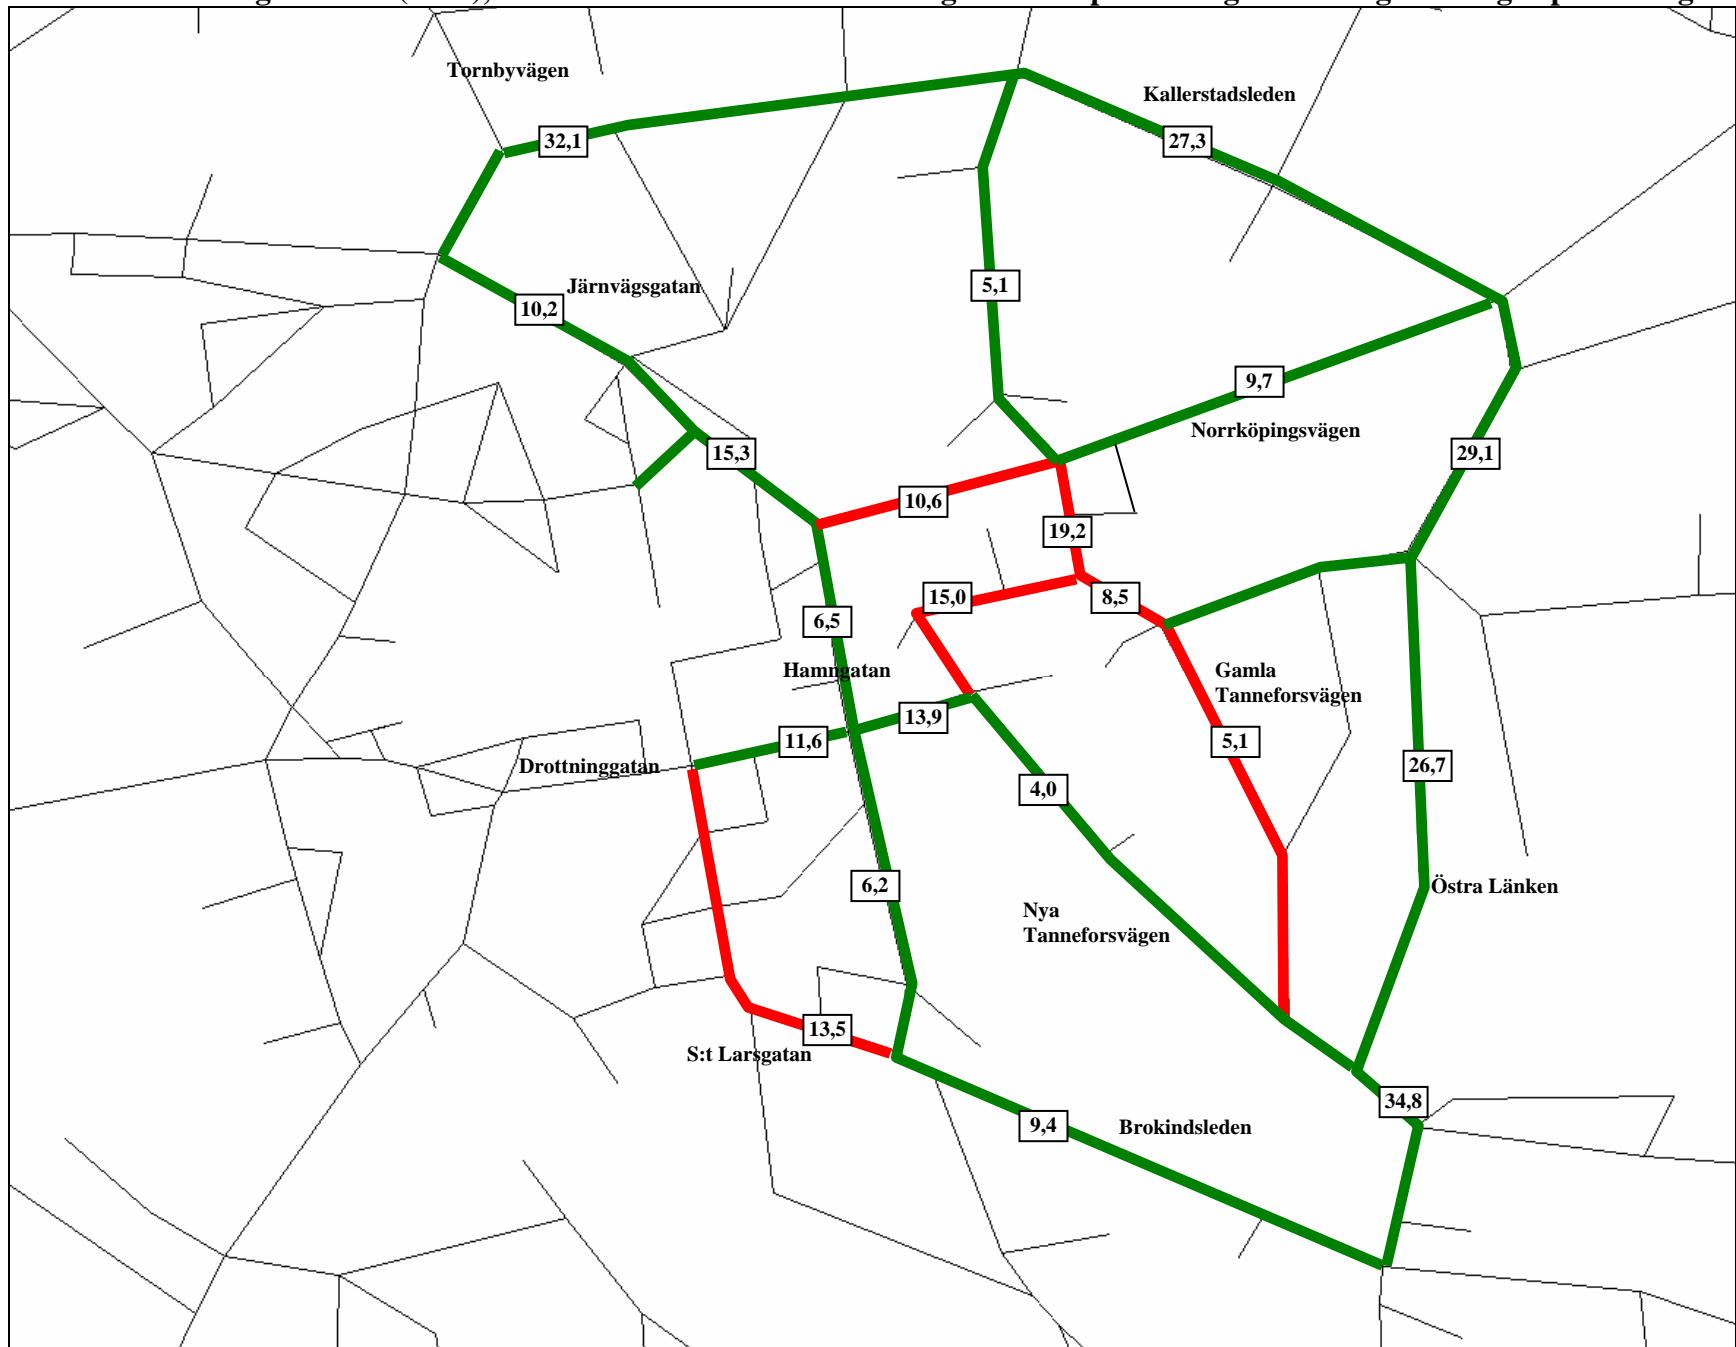 Tornbyvägen
Kallerstadsleden
32,1
27,3
Järnvägsgatan
5,1
10,2
9,7
Norrköpingsvägen
15,3
29,1
10,6
19,2
15,0
8,5
6,5
Hamngatan
Gamla
Tanneforsvägen
13,9
11,6
5,1
Drottninggatan
26,7
4,0
6,2
Östra Länken
Nya
Tanneforsvägen
13,5
S:t Larsgatan
34,8
9,4
Brokindsleden